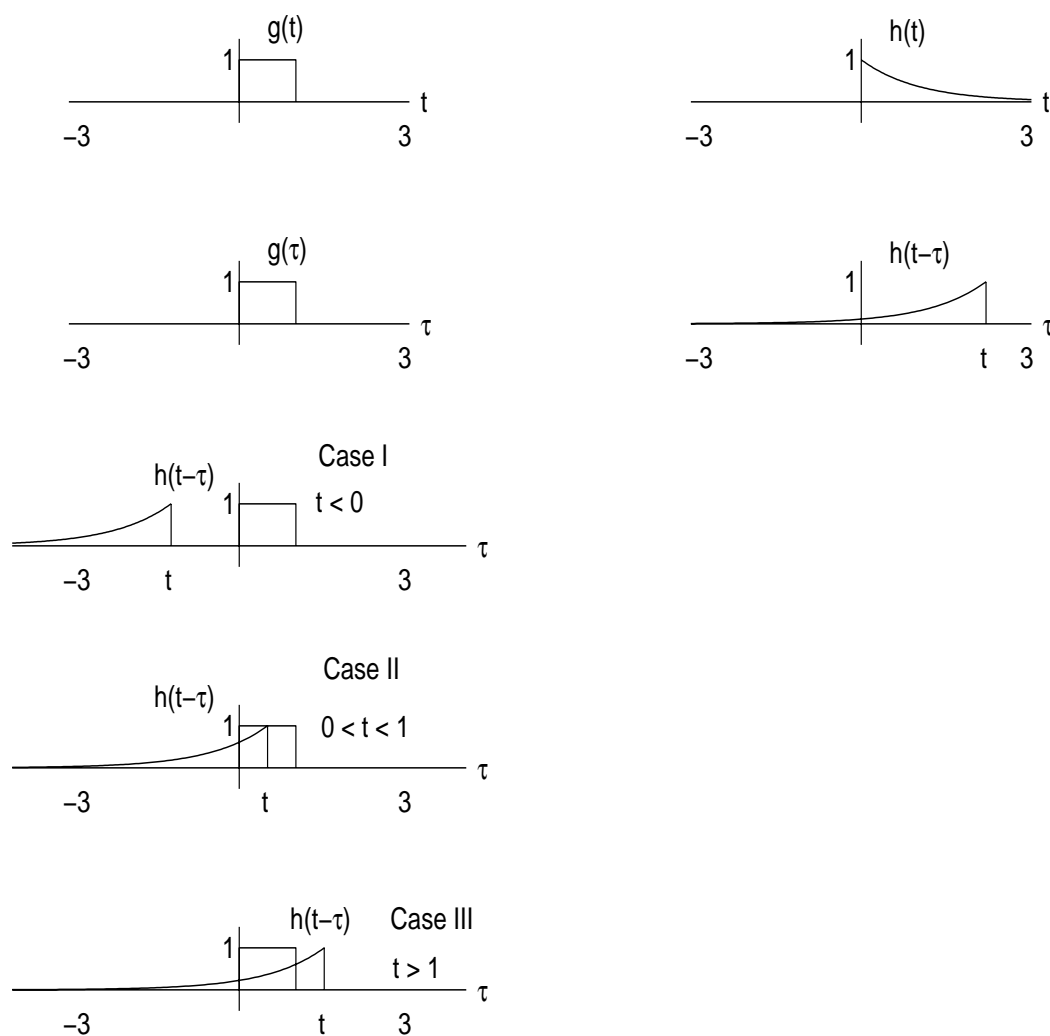 g(t)
1
t
−3 3
h(t)
1
t
−3 3
g(τ)
1
τ
−3 3
h(t−τ)
1
τ
−3 t 3
Case I
h(t−τ)
1
t < 0
τ
−3 t 3
Case II
h(t−τ)
1
0 < t < 1
τ
−3 t 3
h(t−τ) Case III
1
t > 1
τ
−3 t 3